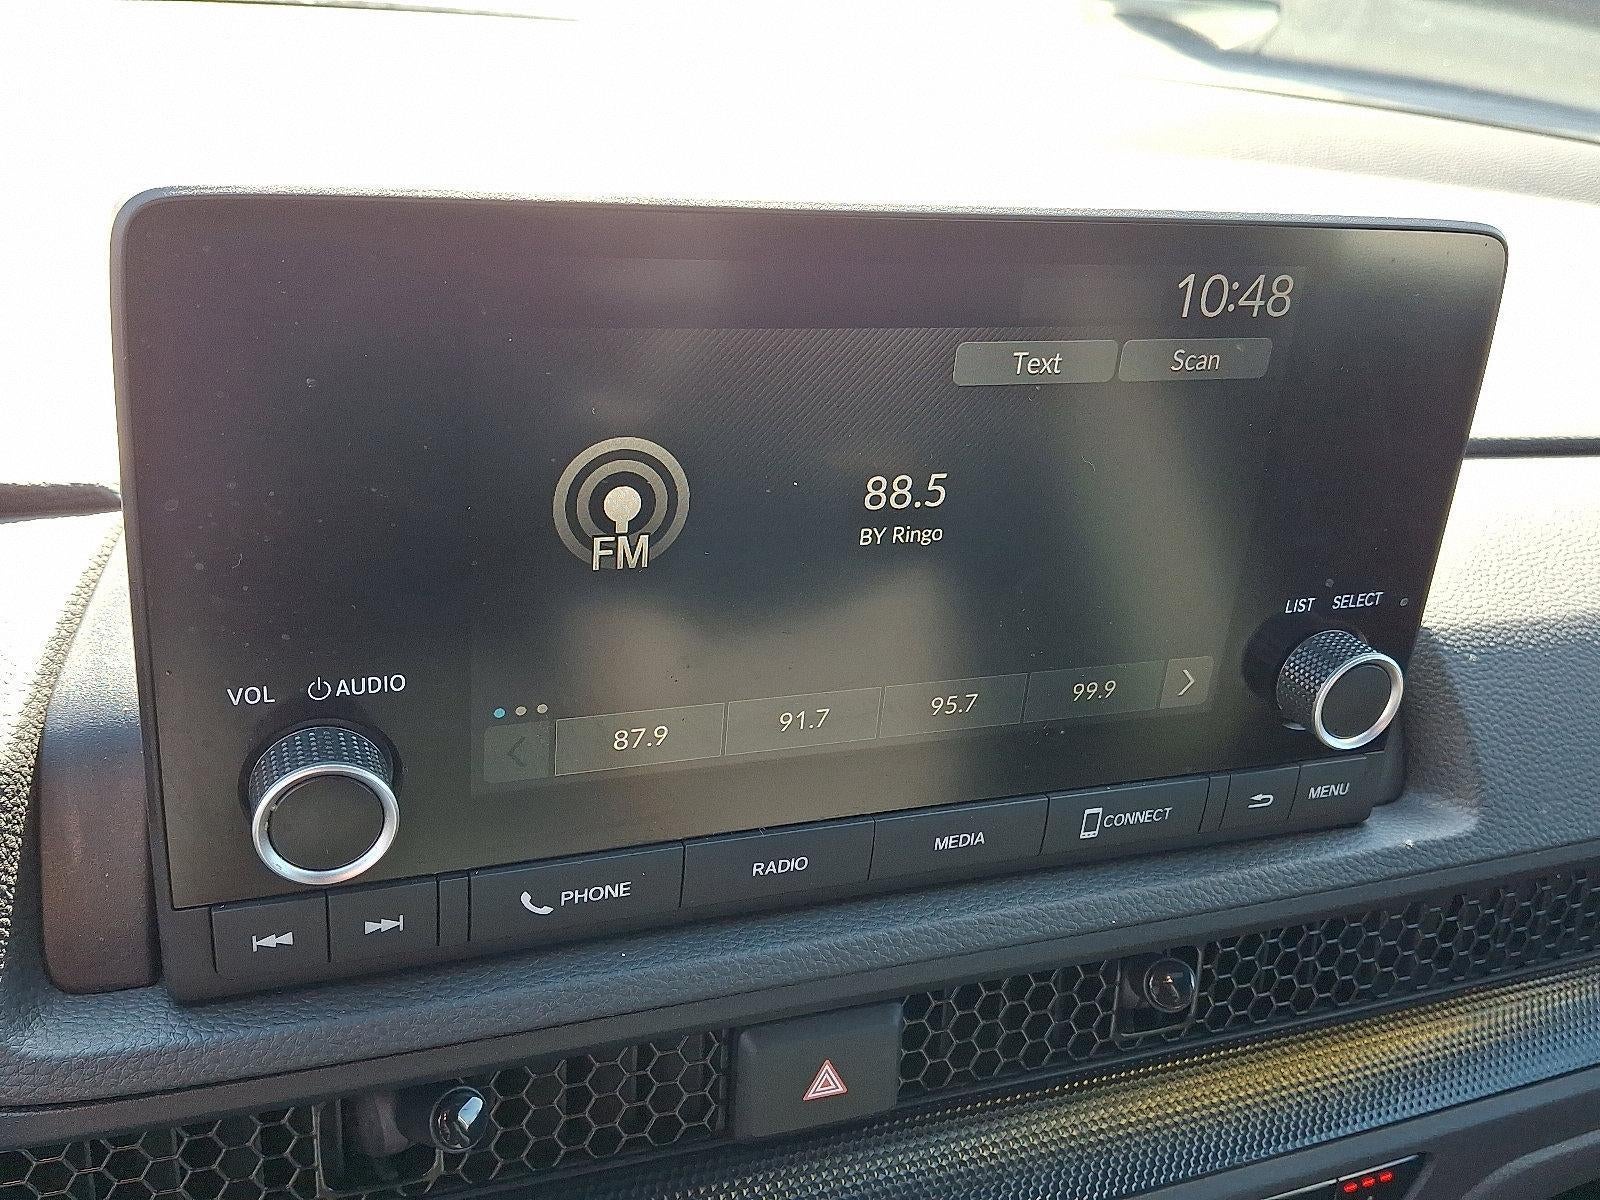 10:48
Text Scan
FM
88.5
BY Ringo
LIST SELECT
VOL AUDIO
87.9 91.7 95.7 99.9
PHONE RADIO MEDIA CONNECT MENU